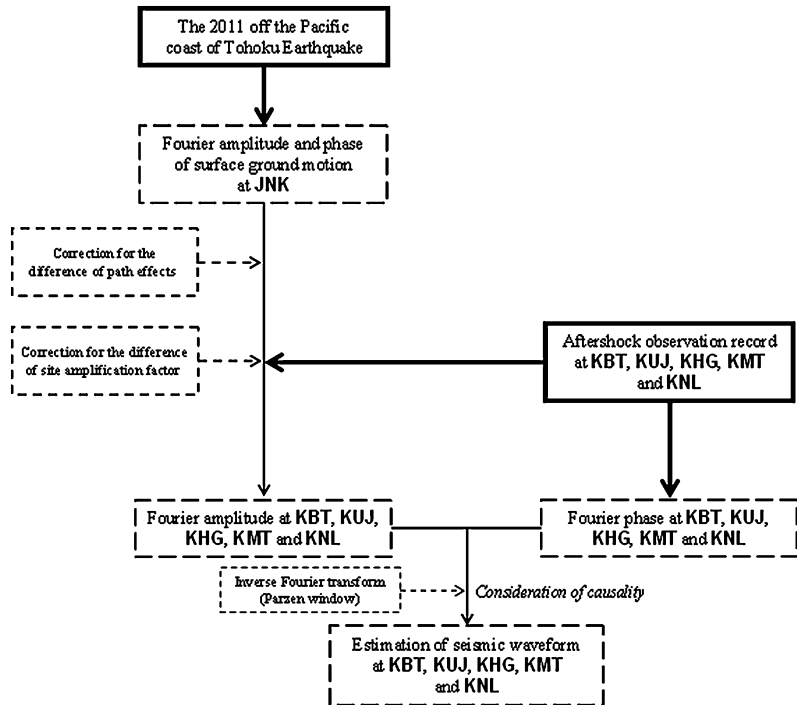 The 2011 off the Pacific
coast of Tohoku Earthquake
Fourier amplitude and phase
of surface ground motion
at JNK
Correction for the
difference of path effects
Correction for the difference
of site amplification factor
Aftershock observation record
at KBT, KUJ, KHG, KMT
and KNL
Fourier amplitude at KBT, KUJ,
KHG, KMT and KNL
Fourier phase at KBT, KUJ,
KHG, KMT and KNL
Inverse Fourier transform
(Parzen window)
Consideration of causality
Estimation of seismic waveform
at KBT, KUJ, KHG, KMT
and KNL